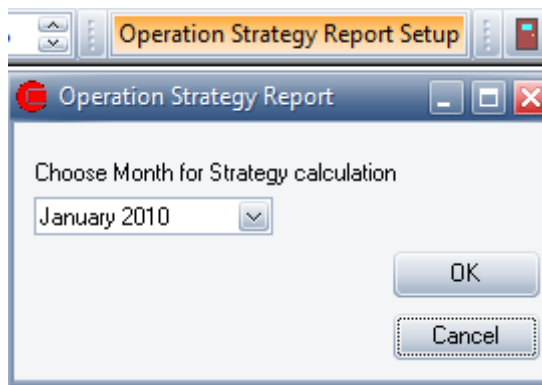 Operation Strategy Report Setup
Operation Strategy Report
Choose Month for Strategy calculation
January 2010
OK
Cancel